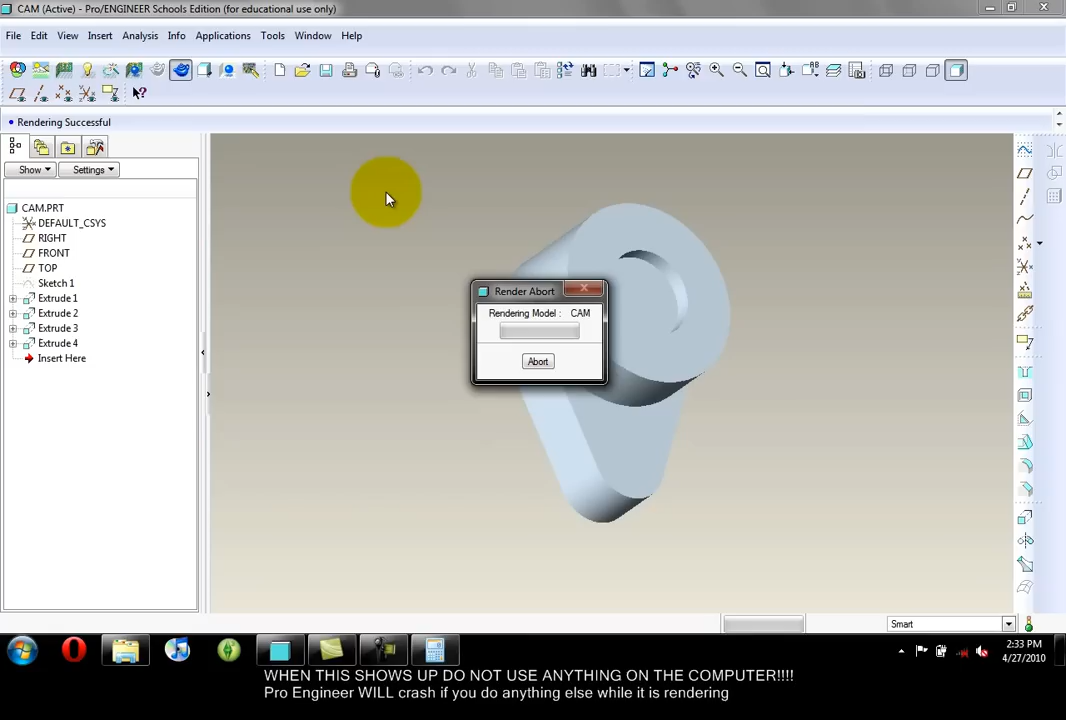 CAM (Active) - Pro/ENGINEER Schools Edition (for educational use only)
File Edit View Insert Analysis Info Applications Tools Window Help
• Rendering Successful
Show Settings
CAM.PRT
DEFAULT_CSYS
RIGHT
FRONT
TOP
Sketch 1
Extrude 1
Extrude 2
Extrude 3
Extrude 4
Insert Here
Render Abort
Rendering Model : CAM
Abort
Smart
2:33 PM
4/27/2010
WHEN THIS SHOWS UP DO NOT USE ANYTHING ON THE COMPUTER!!!!
Pro Engineer WILL crash if you do anything else while it is rendering